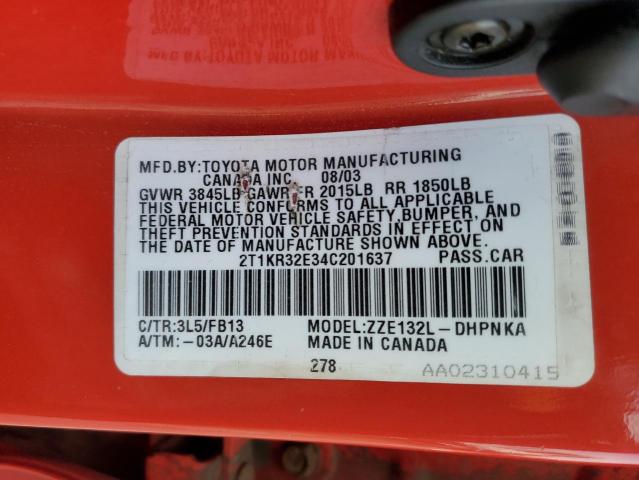 MFD.BY:TOYOTA MOTOR MANUFACTURING
CANADA INC. 08/03
GVWR 3845LB GAWR FR 2015LB RR 1850LB
THIS VEHICLE CONFORMS TO ALL APPLICABLE
FEDERAL MOTOR VEHICLE SAFETY,BUMPER, AND
THEFT PREVENTION STANDARDS IN EFFECT ON
THE DATE OF MANUFACTURE SHOWN ABOVE.
2T1KR32E34C201637 PASS.CAR
C/TR:3L5/FB13 MODEL:ZZE132L-DHPNKA
A/TM:-03A/A246E MADE IN CANADA
278
AA02310415